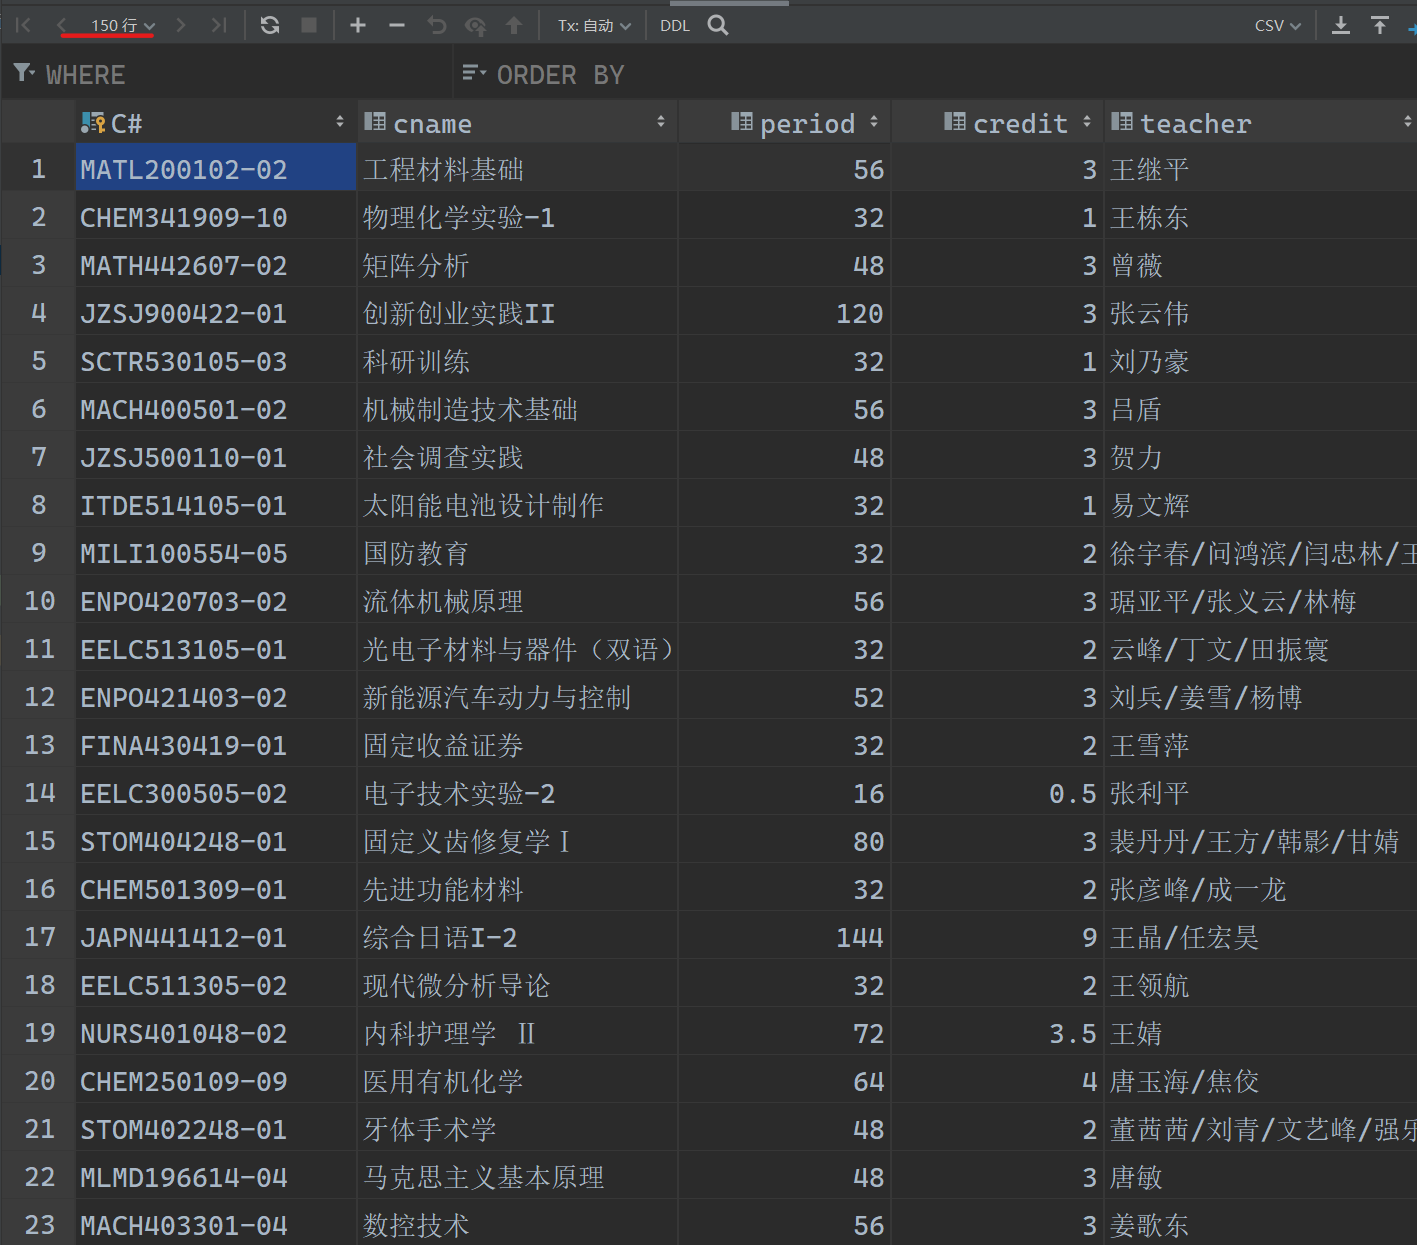 150 行 Tx: 自动 DDL CSV
WHERE ORDER BY
C# cname period credit teacher
1 MATL200102-02 工程材料基础 56 3 王继平
2 CHEM341909-10 物理化学实验-1 32 1 王栋东
3 MATH442607-02 矩阵分析 48 3 曾薇
4 JZSJ900422-01 创新创业实践II 120 3 张云伟
5 SCTR530105-03 科研训练 32 1 刘乃豪
6 MACH400501-02 机械制造技术基础 56 3 吕盾
7 JZSJ500110-01 社会调查实践 48 3 贺力
8 ITDE514105-01 太阳能电池设计制作 32 1 易文辉
9 MILI100554-05 国防教育 32 2 徐宇春/问鸿滨/闫忠林/王
10 ENPO420703-02 流体机械原理 56 3 琚亚平/张义云/林梅
11 EELC513105-01 光电子材料与器件（双语） 32 2 云峰/丁文/田振寰
12 ENPO421403-02 新能源汽车动力与控制 52 3 刘兵/姜雪/杨博
13 FINA430419-01 固定收益证券 32 2 王雪萍
14 EELC300505-02 电子技术实验-2 16 0.5 张利平
15 STOM404248-01 固定义齿修复学Ⅰ 80 3 裴丹丹/王方/韩影/甘婧
16 CHEM501309-01 先进功能材料 32 2 张彦峰/成一龙
17 JAPN441412-01 综合日语I-2 144 9 王晶/任宏昊
18 EELC511305-02 现代微分析导论 32 2 王领航
19 NURS401048-02 内科护理学 Ⅱ 72 3.5 王婧
20 CHEM250109-09 医用有机化学 64 4 唐玉海/焦佼
21 STOM402248-01 牙体手术学 48 2 董茜茜/刘青/文艺峰/强乐
22 MLMD196614-04 马克思主义基本原理 48 3 唐敏
23 MACH403301-04 数控技术 56 3 姜歌东